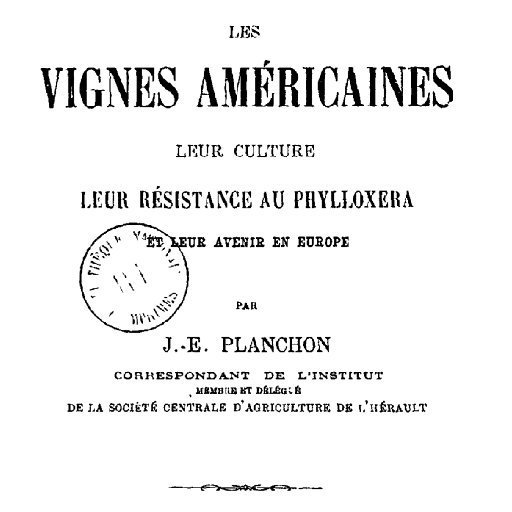 LES
VIGNES AMÉRICAINES
LEUR CULTURE
LEUR RÉSISTANCE AU PHYLLOXERA
ET LEUR AVENIR EN EUROPE
PAR
J.-E. PLANCHON
CORRESPONDANT DE L'INSTITUT
MEMBRE ET DÉLÉGUÉ
DE LA SOCIÉTÉ CENTRALE D'AGRICULTURE DE L'HÉRAULT